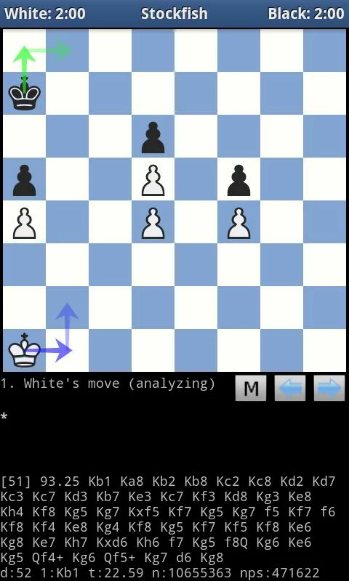 White: 2:00 Stockfish Black: 2:00
1. White's move (analyzing)
M
*
[51] 93.25 Kb1 Ka8 Kb2 Kb8 Kc2 Kc8 Kd2 Kd7
Kc3 Kc7 Kd3 Kb7 Ke3 Kc7 Kf3 Kd8 Kg3 Ke8
Kh4 Kf8 Kg5 Kg7 Kxf5 Kf7 Kg5 Kg7 f5 Kf7 f6
Kf8 Kf4 Ke8 Kg4 Kf8 Kg5 Kf7 Kf5 Kf8 Ke6
Kg8 Ke7 Kh7 Kxd6 Kh6 f7 Kg5 f8Q Kg6 Ke6
Kg5 Qf4+ Kg6 Qf5+ Kg7 d6 Kg8
d:52 1:Kb1 t:22.59 n:10655363 nps:471622